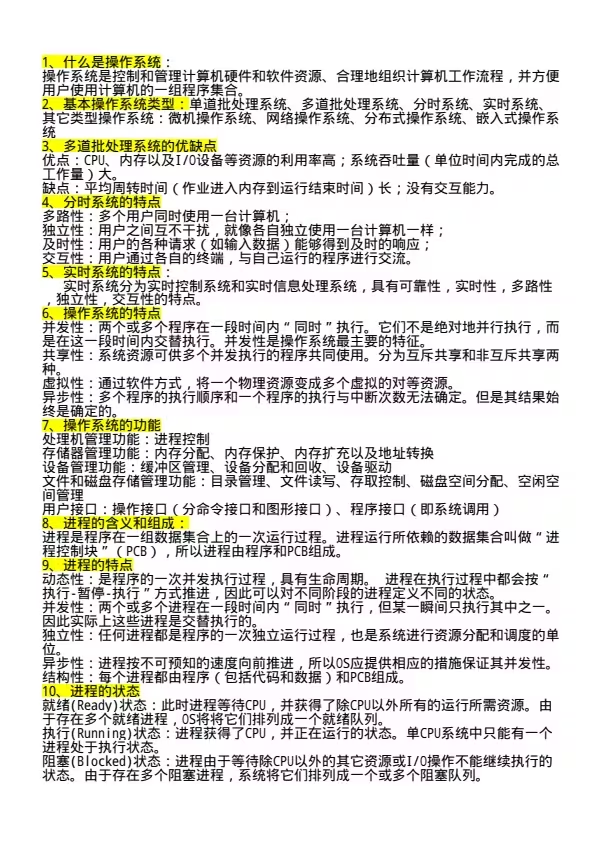 1、什么是操作系统：
操作系统是控制和管理计算机硬件和软件资源、合理地组织计算机工作流程，并方便
用户使用计算机的一组程序集合。
2、基本操作系统类型：单道批处理系统、多道批处理系统、分时系统、实时系统、
其它类型操作系统：微机操作系统、网络操作系统、分布式操作系统、嵌入式操作系
统
3、多道批处理系统的优缺点
优点：CPU、内存以及I/O设备等资源的利用率高；系统吞吐量（单位时间内完成的总
工作量）大。
缺点：平均周转时间（作业进入内存到运行结束时间）长；没有交互能力。
4、分时系统的特点
多路性：多个用户同时使用一台计算机；
独立性：用户之间互不干扰，就像各自独立使用一台计算机一样；
及时性：用户的各种请求（如输入数据）能够得到及时的响应；
交互性：用户通过各自的终端，与自己运行的程序进行交流。
5、实时系统的特点：
实时系统分为实时控制系统和实时信息处理系统，具有可靠性，实时性，多路性
，独立性，交互性的特点。
6、操作系统的特点
并发性：两个或多个程序在一段时间内“同时”执行。它们不是绝对地并行执行，而
是在这一段时间内交替执行。并发性是操作系统最主要的特征。
共享性：系统资源可供多个并发执行的程序共同使用。分为互斥共享和非互斥共享两
种。
虚拟性：通过软件方式，将一个物理资源变成多个虚拟的对等资源。
异步性：多个程序的执行顺序和一个程序的执行与中断次数无法确定。但是其结果始
终是确定的。
7、操作系统的功能
处理机管理功能：进程控制
存储器管理功能：内存分配、内存保护、内存扩充以及地址转换
设备管理功能：缓冲区管理、设备分配和回收、设备驱动
文件和磁盘存储管理功能：目录管理、文件读写、存取控制、磁盘空间分配、空闲空
间管理
用户接口：操作接口（分命令接口和图形接口）、程序接口（即系统调用）
8、进程的含义和组成：
进程是程序在一组数据集合上的一次运行过程。进程运行所依赖的数据集合叫做“进
程控制块”（PCB），所以进程由程序和PCB组成。
9、进程的特点
动态性：是程序的一次并发执行过程，具有生命周期。 进程在执行过程中都会按“
执行-暂停-执行”方式推进，因此可以对不同阶段的进程定义不同的状态。
并发性：两个或多个进程在一段时间内“同时”执行，但某一瞬间只执行其中之一。
因此实际上这些进程是交替执行的。
独立性：任何进程都是程序的一次独立运行过程，也是系统进行资源分配和调度的单
位。
异步性：进程按不可预知的速度向前推进，所以OS应提供相应的措施保证其并发性。
结构性：每个进程都由程序（包括代码和数据）和PCB组成。
10、进程的状态
就绪(Ready)状态：此时进程等待CPU，并获得了除CPU以外所有的运行所需资源。由
于存在多个就绪进程，OS将将它们排列成一个就绪队列。
执行(Running)状态：进程获得了CPU，并正在运行的状态。单CPU系统中只能有一个
进程处于执行状态。
阻塞(Blocked)状态：进程由于等待除CPU以外的其它资源或I/O操作不能继续执行的
状态。由于存在多个阻塞进程，系统将它们排列成一个或多个阻塞队列。